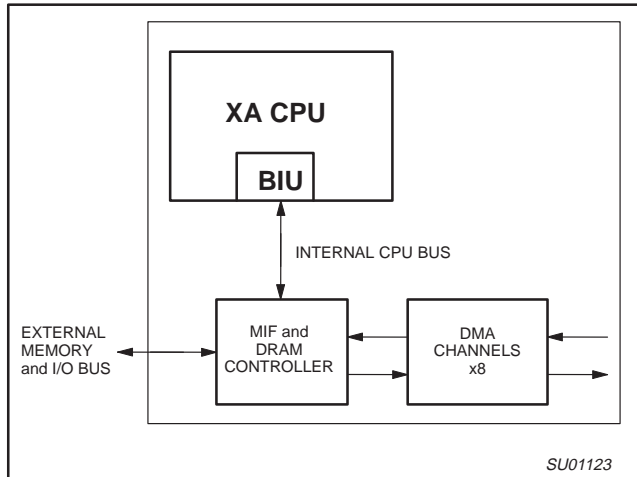 XA CPU
BIU
INTERNAL CPU BUS
EXTERNAL
MEMORY
and I/O BUS
MIF and
DRAM
CONTROLLER
DMA
CHANNELS
x8
SU01123